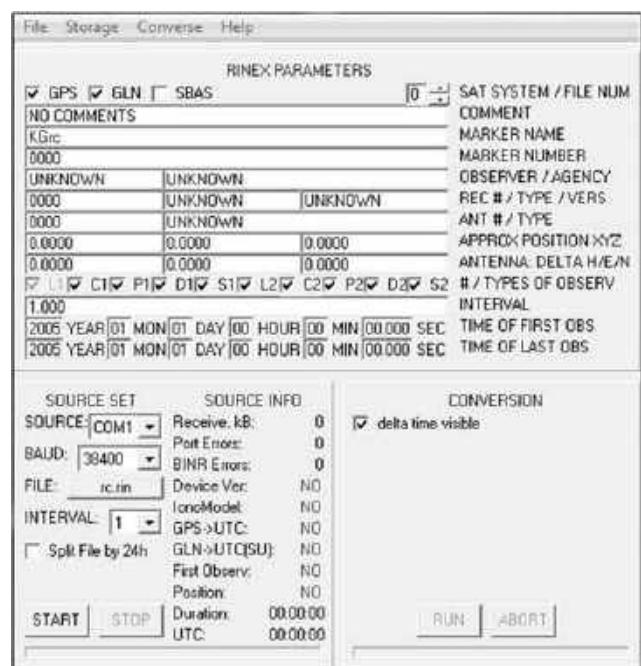 File Storage Converse Help
RINEX PARAMETERS
GPS GLN SBAS 0 SAT SYSTEM / FILE NUM
NO COMMENTS COMMENT
KGrc MARKER NAME
0000 MARKER NUMBER
UNKNOWN UNKNOWN OBSERVER / AGENCY
0000 UNKNOWN UNKNOWN REC # / TYPE / VERS
0000 UNKNOWN ANT # / TYPE
0.0000 0.0000 0.0000 APPROX POSITION XYZ
0.0000 0.0000 0.0000 ANTENNA: DELTA H/E/N
L1 C1 P1 D1 S1 L2 C2 P2 D2 S2 # / TYPES OF OBSERV
1.000 INTERVAL
2005 YEAR 01 MON 01 DAY 00 HOUR 00 MIN 00.000 SEC TIME OF FIRST OBS
2005 YEAR 01 MON 01 DAY 00 HOUR 00 MIN 00.000 SEC TIME OF LAST OBS
SOURCE SET
SOURCE: COM1
BAUD: 38400
FILE: rc.rin
INTERVAL: 1
Split File by 24h
START STOP
SOURCE INFO
Receive, kB: 0
Port Errors: 0
BINR Errors: 0
Device Ver: NO
IonoModel: NO
GPS->UTC: NO
GLN->UTC(SU): NO
First Observ: NO
Position: NO
Duration: 00:00:00
UTC: 00:00:00
CONVERSION
delta time visible
RUN ABORT